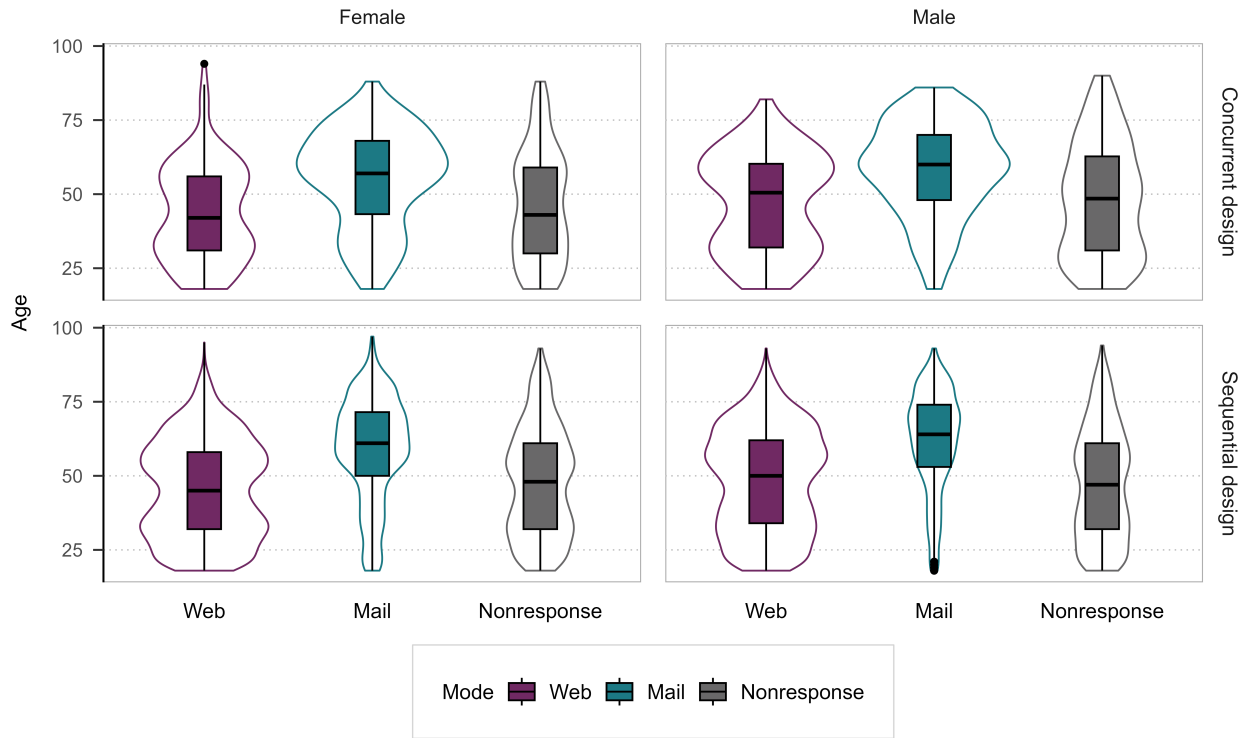 Female Male
100
75
50
25
Concurrent design
Age
100
75
50
25
Sequential design
Web Mail Nonresponse Web Mail Nonresponse
Mode Web Mail Nonresponse